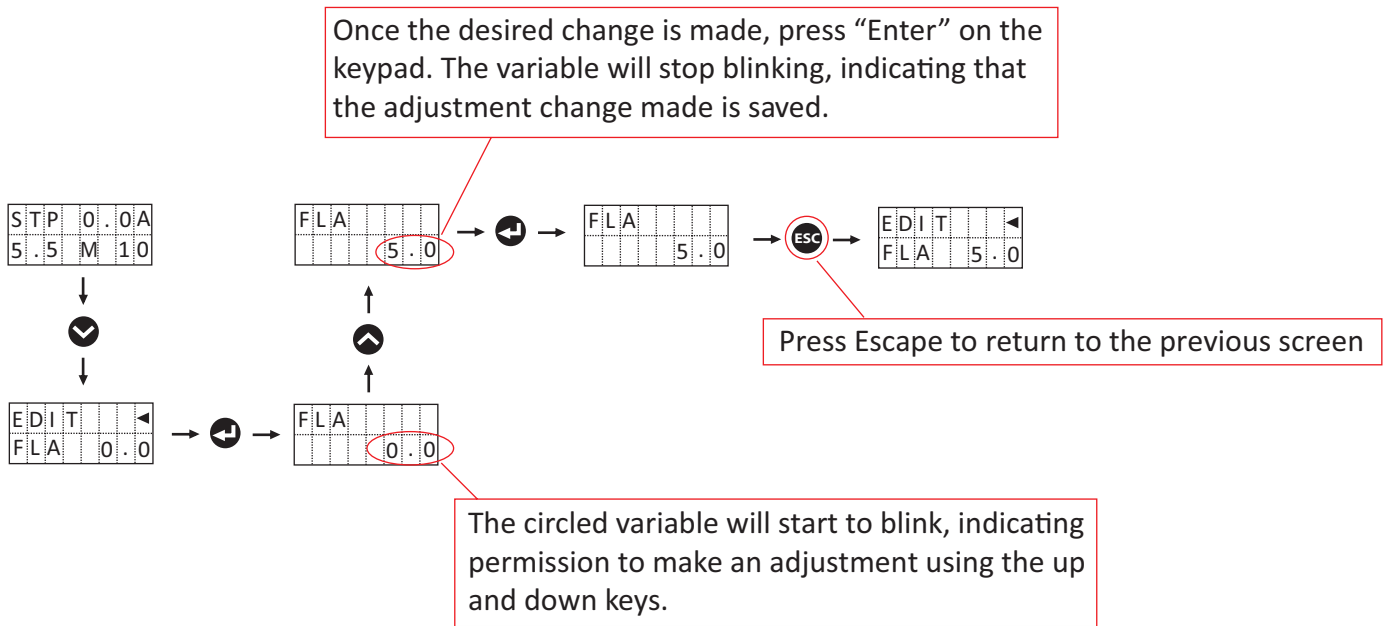 Once the desired change is made, press “Enter” on the
keypad. The variable will stop blinking, indicating that
the adjustment change made is saved.
STP 0.0A
5.5 M 10
FLA
5.0
FLA
5.0
ESC
EDIT ◄
FLA 5.0
Press Escape to return to the previous screen
EDIT ◄
FLA 0.0
FLA
0.0
The circled variable will start to blink, indicating
permission to make an adjustment using the up
and down keys.